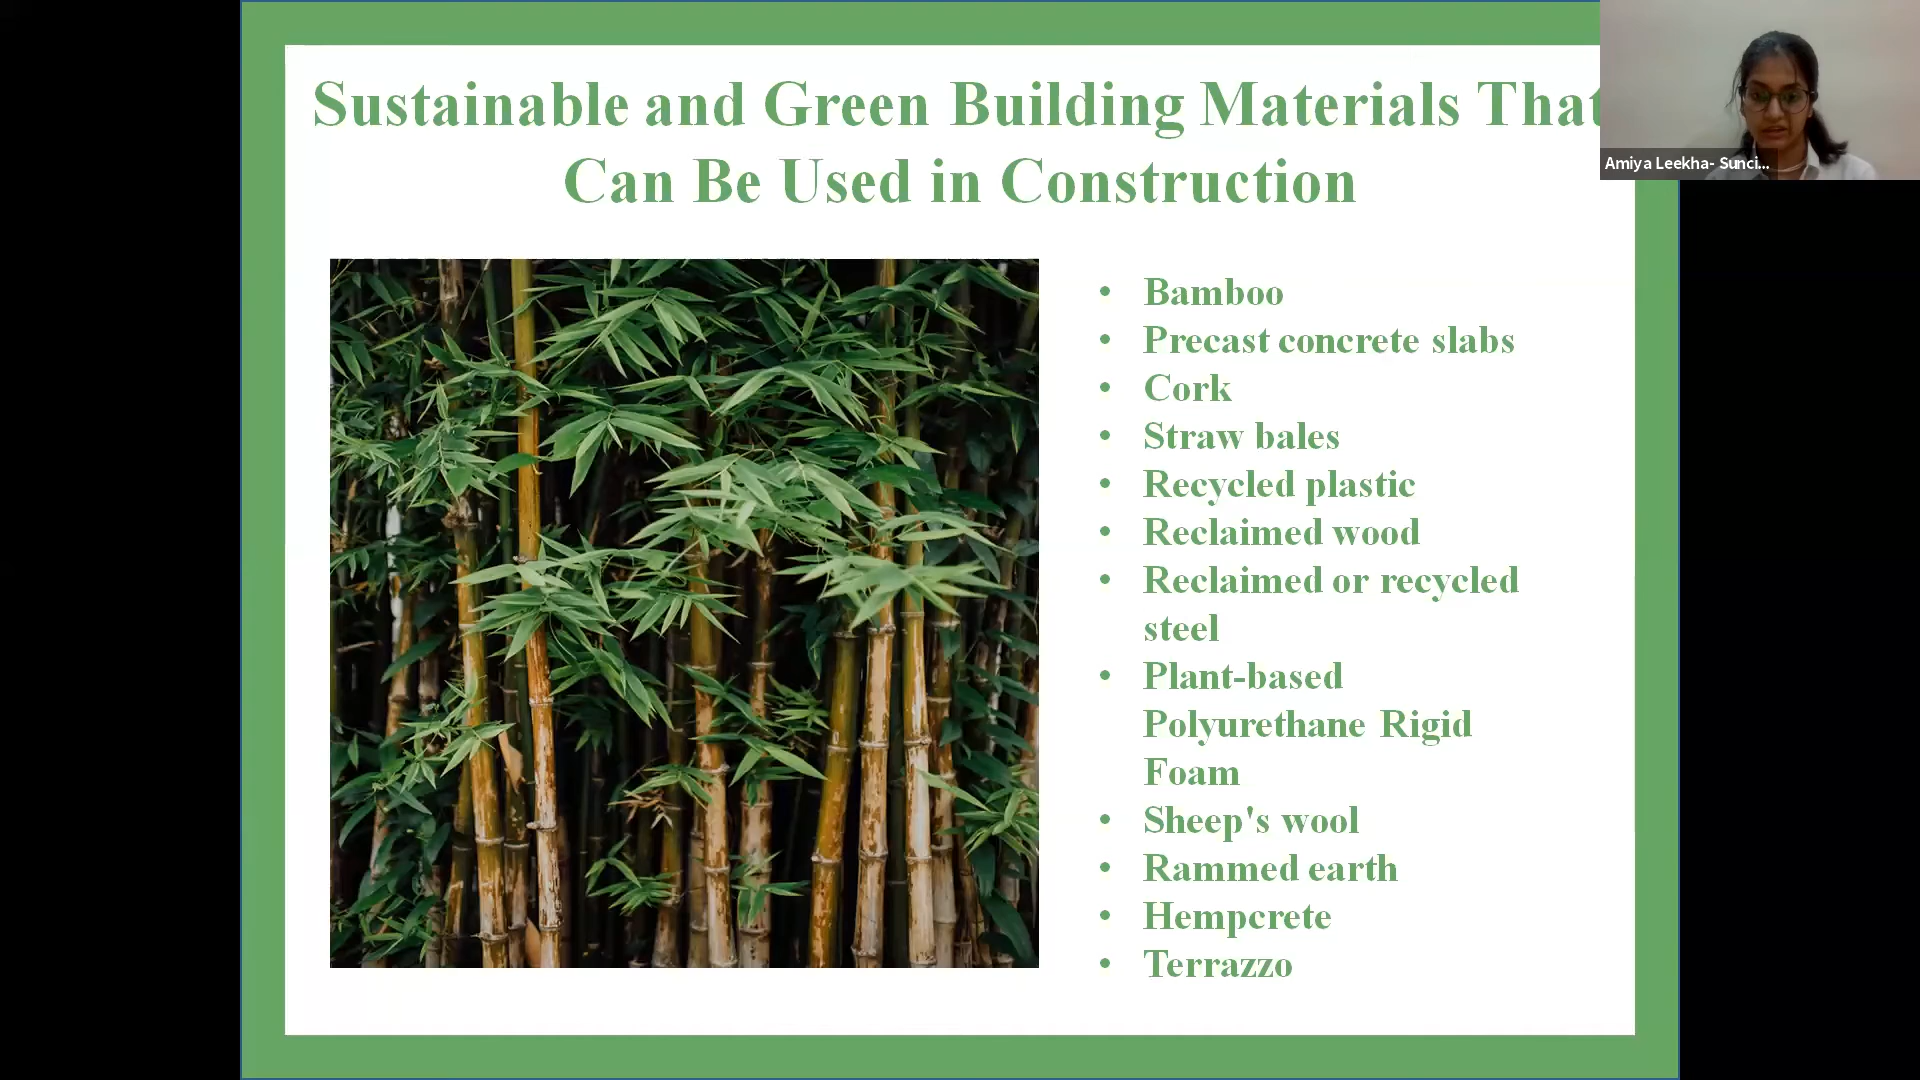 Sustainable and Green Building Materials That
Can Be Used in Construction
Amiya Leekha- Sunci...
• Bamboo
• Precast concrete slabs
• Cork
• Straw bales
• Recycled plastic
• Reclaimed wood
• Reclaimed or recycled
steel
• Plant-based
Polyurethane Rigid
Foam
• Sheep's wool
• Rammed earth
• Hempcrete
• Terrazzo